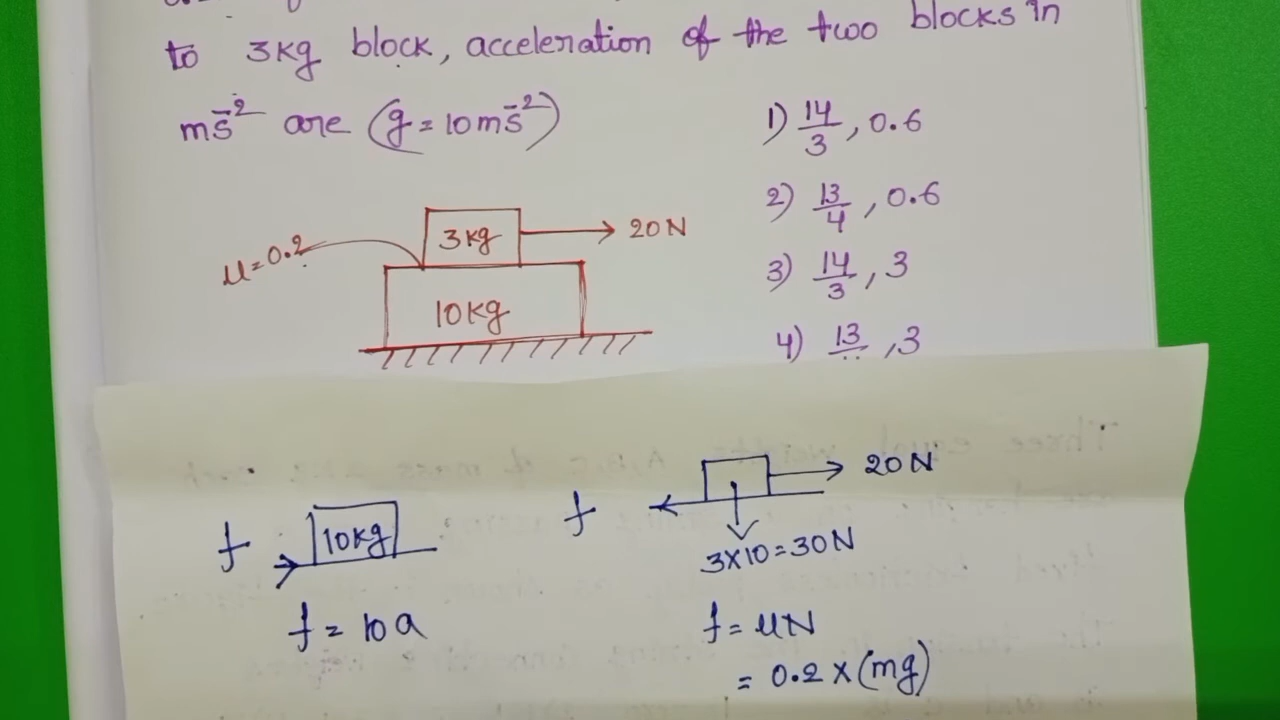 to 3kg block, acceleration of the two blocks in
ms̄² are (g = 10ms̄²)
1) 14/3, 0.6
2) 13/4, 0.6
3) 14/3, 3
4) 13, 3
μ=0.2
3kg
20N
10kg
f
10kg
f = 10a
f
20N
3×10=30N
f = μN
= 0.2 × (mg)